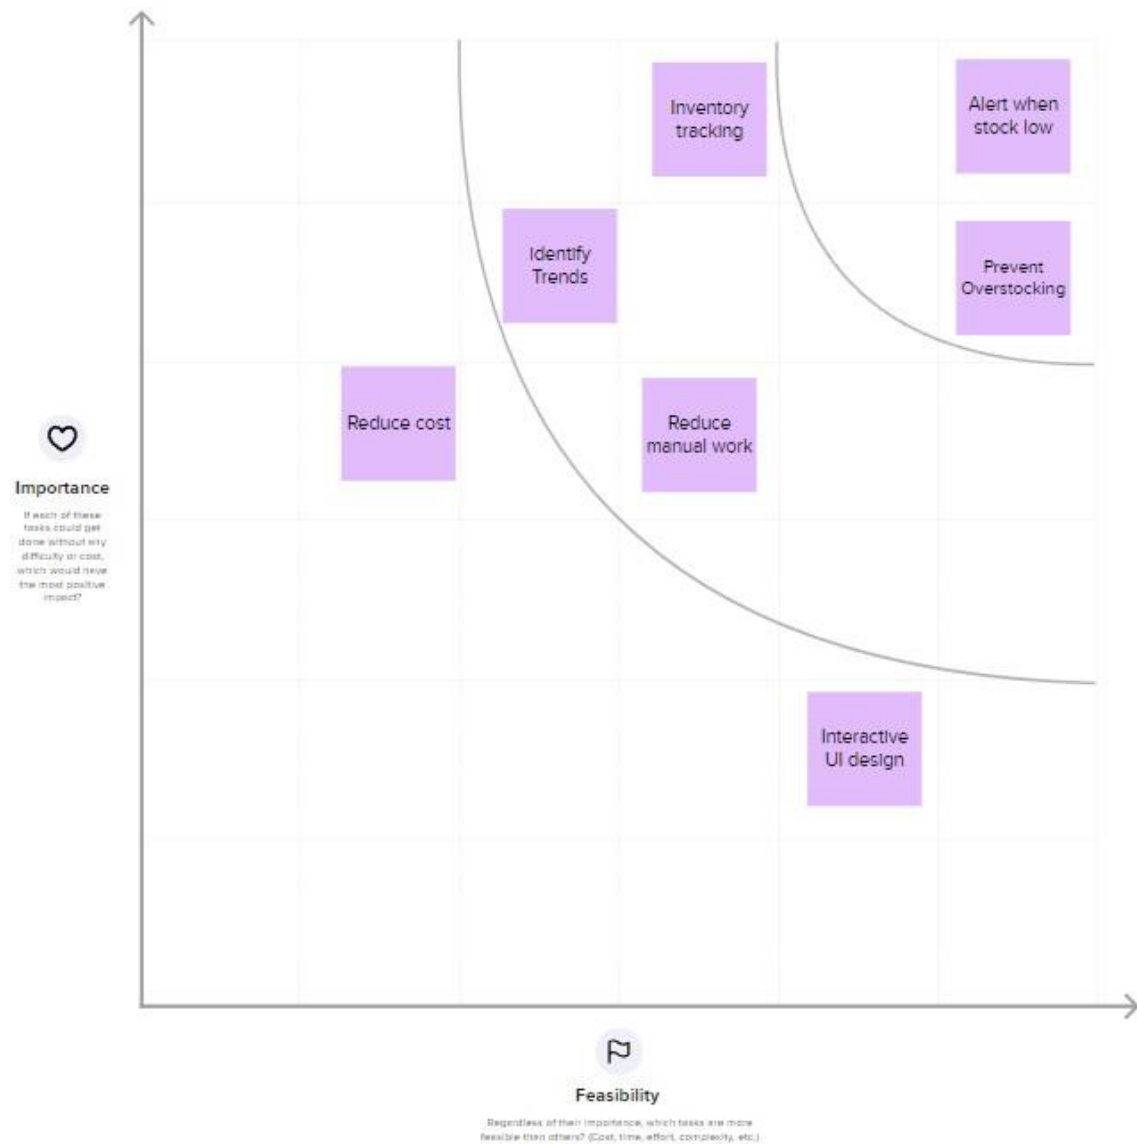 Inventory
tracking
Alert when
stock low
Identify
Trends
Prevent
Overstocking
Reduce cost
Reduce
manual work
Importance
If each of these
tasks could get
done without any
difficulty or cost,
which would have
the most positive
impact?
Interactive
UI design
Feasibility
Regardless of their importance, which tasks are more
feasible than others? (Cost, time, effort, complexity, etc.)